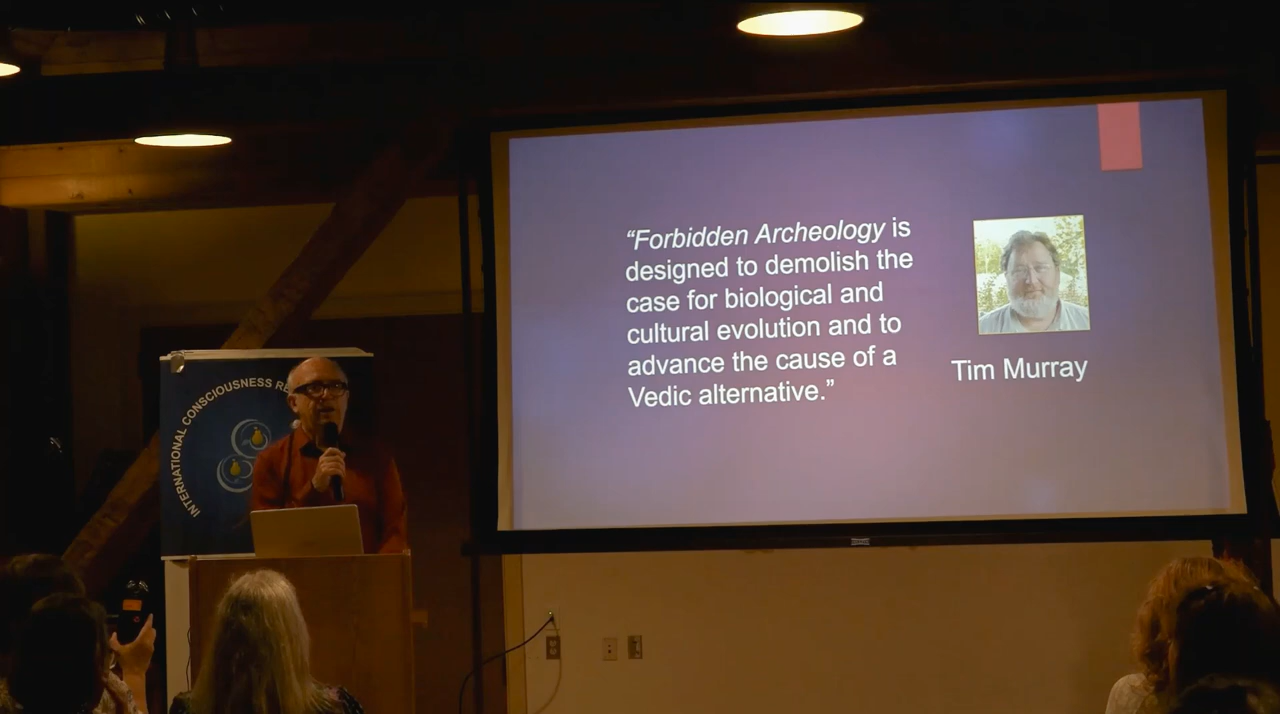 “Forbidden Archeology is
designed to demolish the
case for biological and
cultural evolution and to
advance the cause of a
Vedic alternative.”
Tim Murray
INTERNATIONAL CONSCIOUSNESS